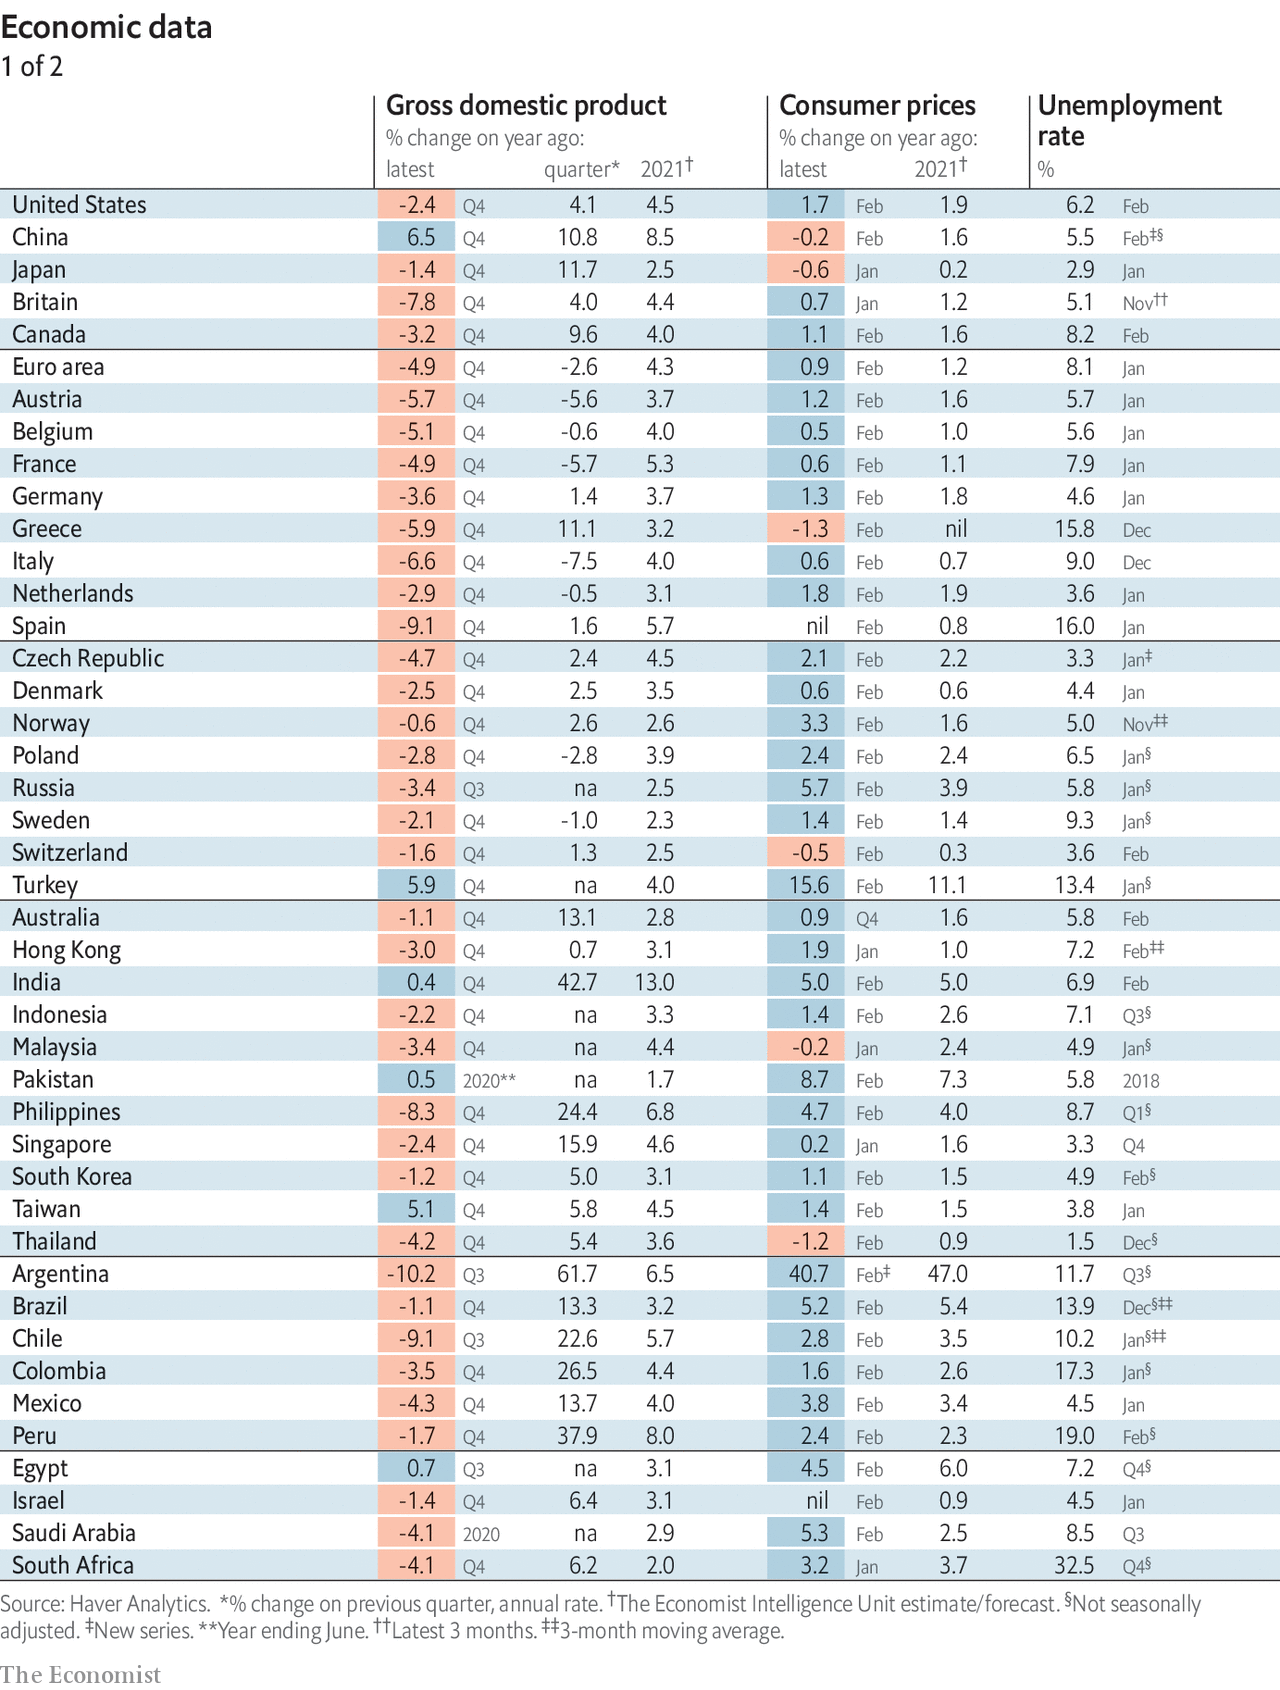 Economic data
1 of 2
Gross domestic product Consumer prices Unemployment
% change on year ago: % change on year ago: rate
latest quarter* 2021† latest 2021† %
United States -2.4 Q4 4.1 4.5 1.7 Feb 1.9 6.2 Feb
China 6.5 Q4 10.8 8.5 -0.2 Feb 1.6 5.5 Feb‡§
Japan -1.4 Q4 11.7 2.5 -0.6 Jan 0.2 2.9 Jan
Britain -7.8 Q4 4.0 4.4 0.7 Jan 1.2 5.1 Nov††
Canada -3.2 Q4 9.6 4.0 1.1 Feb 1.6 8.2 Feb
Euro area -4.9 Q4 -2.6 4.3 0.9 Feb 1.2 8.1 Jan
Austria -5.7 Q4 -5.6 3.7 1.2 Feb 1.6 5.7 Jan
Belgium -5.1 Q4 -0.6 4.0 0.5 Feb 1.0 5.6 Jan
France -4.9 Q4 -5.7 5.3 0.6 Feb 1.1 7.9 Jan
Germany -3.6 Q4 1.4 3.7 1.3 Feb 1.8 4.6 Jan
Greece -5.9 Q4 11.1 3.2 -1.3 Feb nil 15.8 Dec
Italy -6.6 Q4 -7.5 4.0 0.6 Feb 0.7 9.0 Dec
Netherlands -2.9 Q4 -0.5 3.1 1.8 Feb 1.9 3.6 Jan
Spain -9.1 Q4 1.6 5.7 nil Feb 0.8 16.0 Jan
Czech Republic -4.7 Q4 2.4 4.5 2.1 Feb 2.2 3.3 Jan‡
Denmark -2.5 Q4 2.5 3.5 0.6 Feb 0.6 4.4 Jan
Norway -0.6 Q4 2.6 2.6 3.3 Feb 1.6 5.0 Nov‡‡
Poland -2.8 Q4 -2.8 3.9 2.4 Feb 2.4 6.5 Jan§
Russia -3.4 Q3 na 2.5 5.7 Feb 3.9 5.8 Jan§
Sweden -2.1 Q4 -1.0 2.3 1.4 Feb 1.4 9.3 Jan§
Switzerland -1.6 Q4 1.3 2.5 -0.5 Feb 0.3 3.6 Feb
Turkey 5.9 Q4 na 4.0 15.6 Feb 11.1 13.4 Jan§
Australia -1.1 Q4 13.1 2.8 0.9 Q4 1.6 5.8 Feb
Hong Kong -3.0 Q4 0.7 3.1 1.9 Jan 1.0 7.2 Feb‡‡
India 0.4 Q4 42.7 13.0 5.0 Feb 5.0 6.9 Feb
Indonesia -2.2 Q4 na 3.3 1.4 Feb 2.6 7.1 Q3§
Malaysia -3.4 Q4 na 4.4 -0.2 Jan 2.4 4.9 Jan§
Pakistan 0.5 2020** na 1.7 8.7 Feb 7.3 5.8 2018
Philippines -8.3 Q4 24.4 6.8 4.7 Feb 4.0 8.7 Q1§
Singapore -2.4 Q4 15.9 4.6 0.2 Jan 1.6 3.3 Q4
South Korea -1.2 Q4 5.0 3.1 1.1 Feb 1.5 4.9 Feb§
Taiwan 5.1 Q4 5.8 4.5 1.4 Feb 1.5 3.8 Jan
Thailand -4.2 Q4 5.4 3.6 -1.2 Feb 0.9 1.5 Dec§
Argentina -10.2 Q3 61.7 6.5 40.7 Feb‡ 47.0 11.7 Q3§
Brazil -1.1 Q4 13.3 3.2 5.2 Feb 5.4 13.9 Dec§‡‡
Chile -9.1 Q3 22.6 5.7 2.8 Feb 3.5 10.2 Jan§‡‡
Colombia -3.5 Q4 26.5 4.4 1.6 Feb 2.6 17.3 Jan§
Mexico -4.3 Q4 13.7 4.0 3.8 Feb 3.4 4.5 Jan
Peru -1.7 Q4 37.9 8.0 2.4 Feb 2.3 19.0 Feb§
Egypt 0.7 Q3 na 3.1 4.5 Feb 6.0 7.2 Q4§
Israel -1.4 Q4 6.4 3.1 nil Feb 0.9 4.5 Jan
Saudi Arabia -4.1 2020 na 2.9 5.3 Feb 2.5 8.5 Q3
South Africa -4.1 Q4 6.2 2.0 3.2 Jan 3.7 32.5 Q4§
Source: Haver Analytics. *% change on previous quarter, annual rate. †The Economist Intelligence Unit estimate/forecast. §Not seasonally
adjusted. ‡New series. **Year ending June. ††Latest 3 months. ‡‡3-month moving average.
The Economist